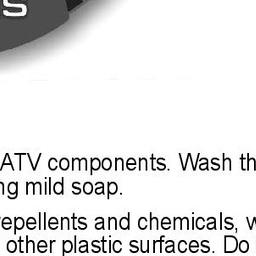 S
ATV components. Wash th
ng mild soap.
repellents and chemicals, w
other plastic surfaces. Do